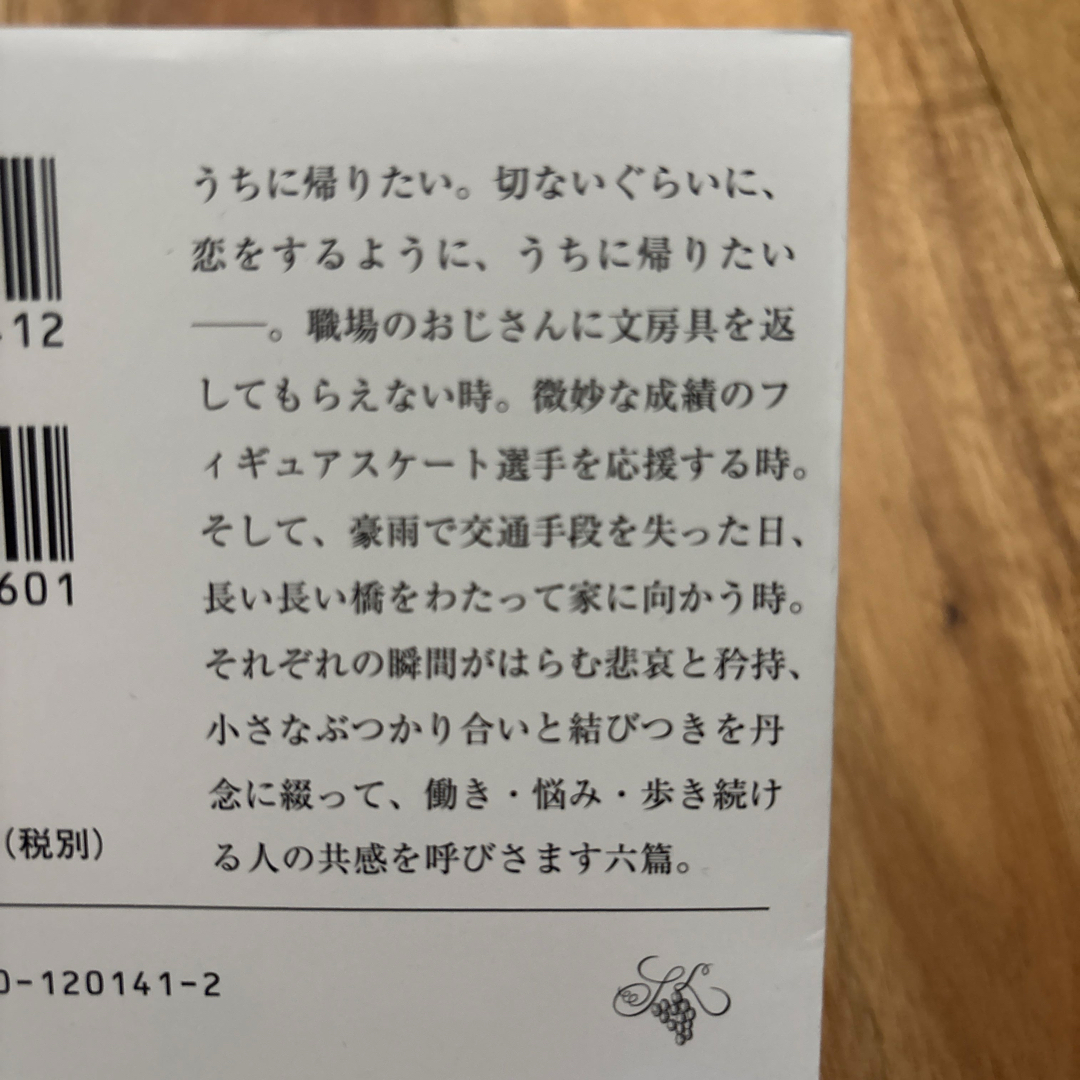 うちに帰りたい。切ないぐらいに、
恋をするように、うちに帰りたい
――。職場のおじさんに文房具を返
してもらえない時。微妙な成績のフ
ィギュアスケート選手を応援する時。
そして、豪雨で交通手段を失った日、
長い長い橋をわたって家に向かう時。
それぞれの瞬間がはらむ悲哀と矜持、
小さなぶつかり合いと結びつきを丹
念に綴って、働き・悩み・歩き続け
る人の共感を呼びさます六篇。
12
601
（税別）
0-120141-2